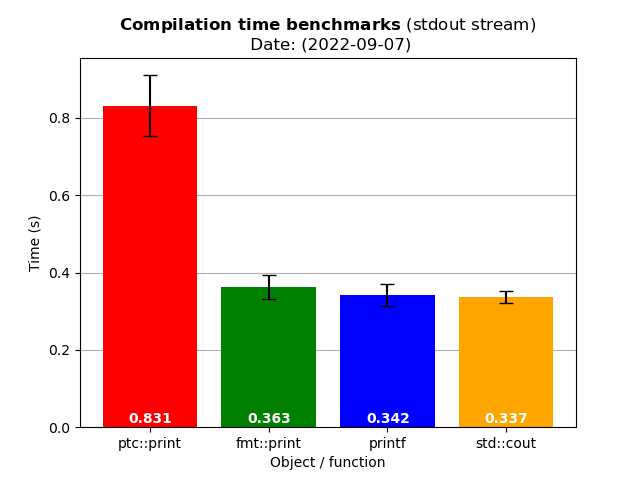 Compilation time benchmarks (stdout stream)
Date: (2022-09-07)
Time (s)
0.8
0.6
0.4
0.2
0.0
0.831
0.363
0.342
0.337
ptc::print
fmt::print
printf
std::cout
Object / function